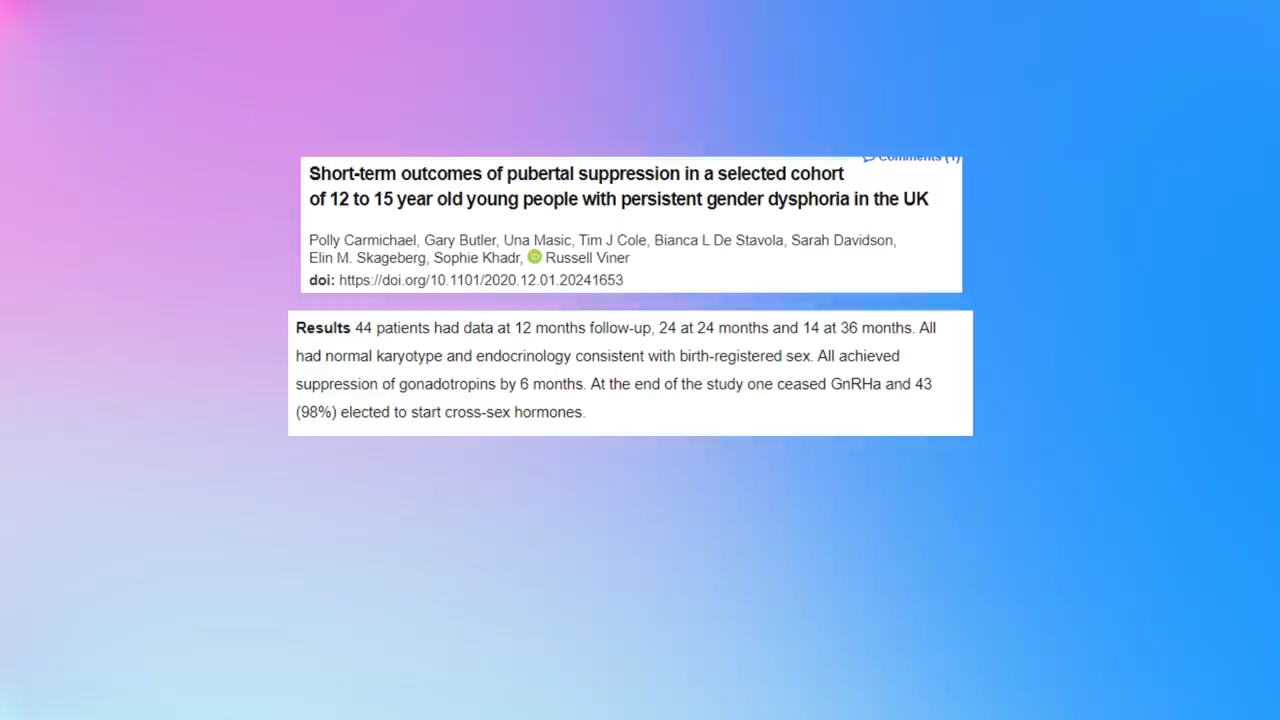 Comments (1)
Short-term outcomes of pubertal suppression in a selected cohort
of 12 to 15 year old young people with persistent gender dysphoria in the UK
Polly Carmichael, Gary Butler, Una Masic, Tim J Cole, Bianca L De Stavola, Sarah Davidson,
Elin M. Skageberg, Sophie Khadr, Russell Viner
doi: https://doi.org/10.1101/2020.12.01.20241653
Results 44 patients had data at 12 months follow-up, 24 at 24 months and 14 at 36 months. All
had normal karyotype and endocrinology consistent with birth-registered sex. All achieved
suppression of gonadotropins by 6 months. At the end of the study one ceased GnRHa and 43
(98%) elected to start cross-sex hormones.